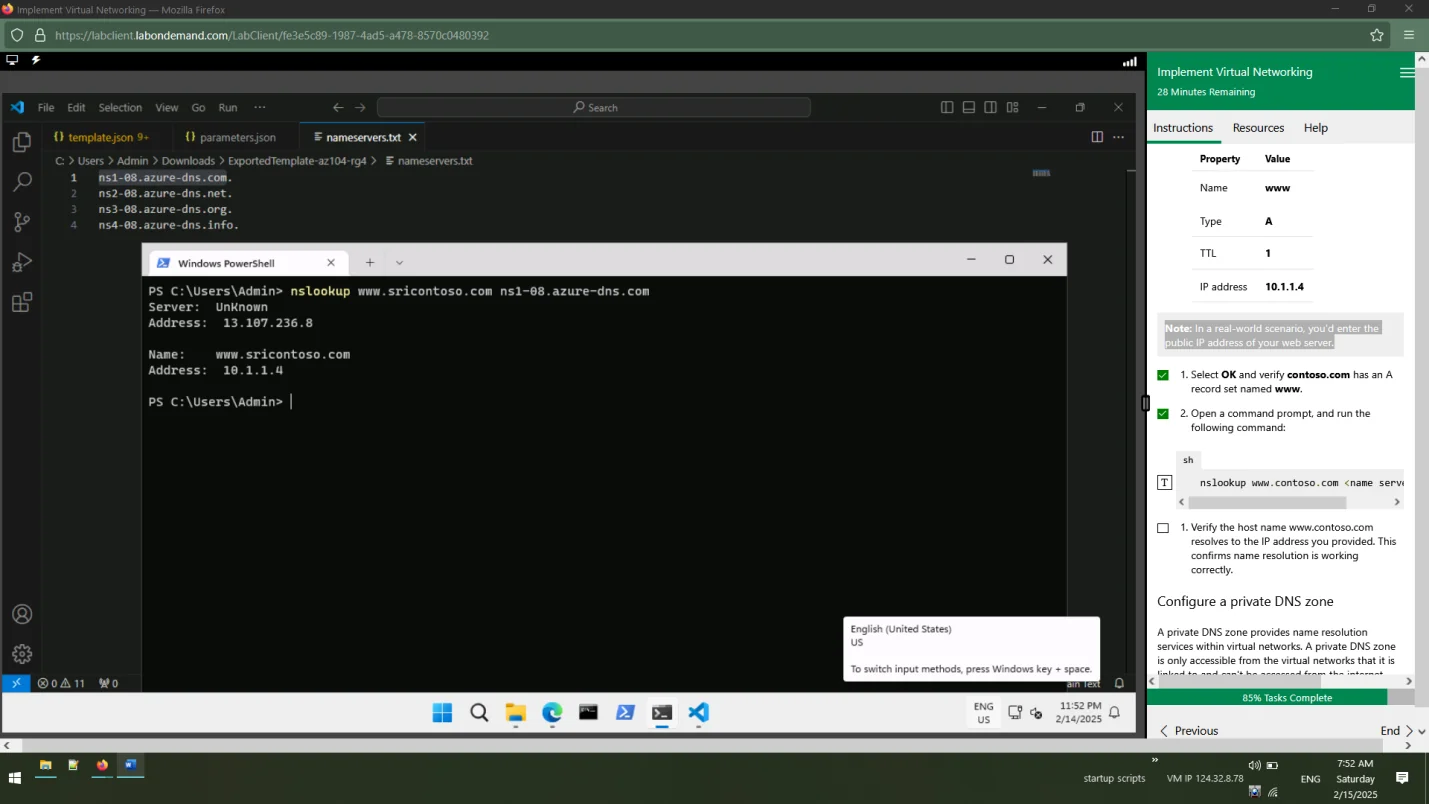 Implement Virtual Networking — Mozilla Firefox
https://labclient.labondemand.com/LabClient/fe3e5c89-1987-4ad5-a478-8570c0480392
File Edit Selection View Go Run ···
Search
template.json 9+
parameters.json
nameservers.txt
C: > Users > Admin > Downloads > ExportedTemplate-az104-rg4 > nameservers.txt
1 ns1-08.azure-dns.com.
2 ns2-08.azure-dns.net.
3 ns3-08.azure-dns.org.
4 ns4-08.azure-dns.info.
Windows PowerShell
PS C:\Users\Admin> nslookup www.sricontoso.com ns1-08.azure-dns.com
Server: UnKnown
Address: 13.107.236.8
Name: www.sricontoso.com
Address: 10.1.1.4
PS C:\Users\Admin>
English (United States)
US
To switch input methods, press Windows key + space.
0 11 0
ain Text
ENG
US
11:52 PM
2/14/2025
Implement Virtual Networking
28 Minutes Remaining
Instructions Resources Help
Property Value
Name www
Type A
TTL 1
IP address 10.1.1.4
Note: In a real-world scenario, you'd enter the
public IP address of your web server.
1. Select OK and verify contoso.com has an A
record set named www.
2. Open a command prompt, and run the
following command:
sh
T
nslookup www.contoso.com <name serve
1. Verify the host name www.contoso.com
resolves to the IP address you provided. This
confirms name resolution is working
correctly.
Configure a private DNS zone
A private DNS zone provides name resolution
services within virtual networks. A private DNS zone
is only accessible from the virtual networks that it is
linked to and can't be accessed from the internet.
85% Tasks Complete
< Previous
End >
startup scripts
»
VM IP 124.32.8.78
ENG
7:52 AM
Saturday
2/15/2025